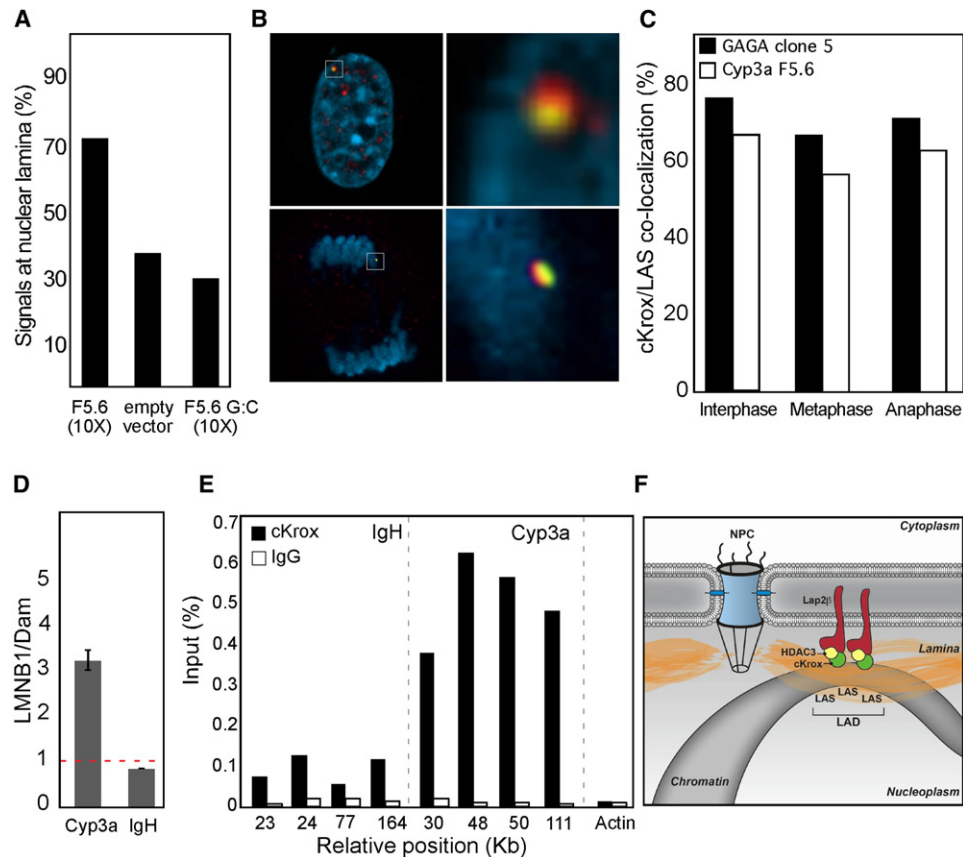 A
Signals at nuclear lamina (%)
90
70
50
30
10
F5.6 (10X)
empty vector
F5.6 G:C (10X)
B
C
GAGA clone 5
Cyp3a F5.6
cKrox/LAS co-localization (%)
80
60
40
20
0
Interphase
Metaphase
Anaphase
D
LMNB1/Dam
5
4
3
2
1
0
Cyp3a
IgH
E
cKrox
IgG
IgH
Cyp3a
Input (%)
0.7
0.6
0.5
0.4
0.3
0.2
0.1
0
23 24 77 164 30 48 50 111 Actin
Relative position (Kb)
F
Cytoplasm
NPC
Lap2β
HDAC3
cKrox
Lamina
LAS LAS LAS
LAD
Chromatin
Nucleoplasm